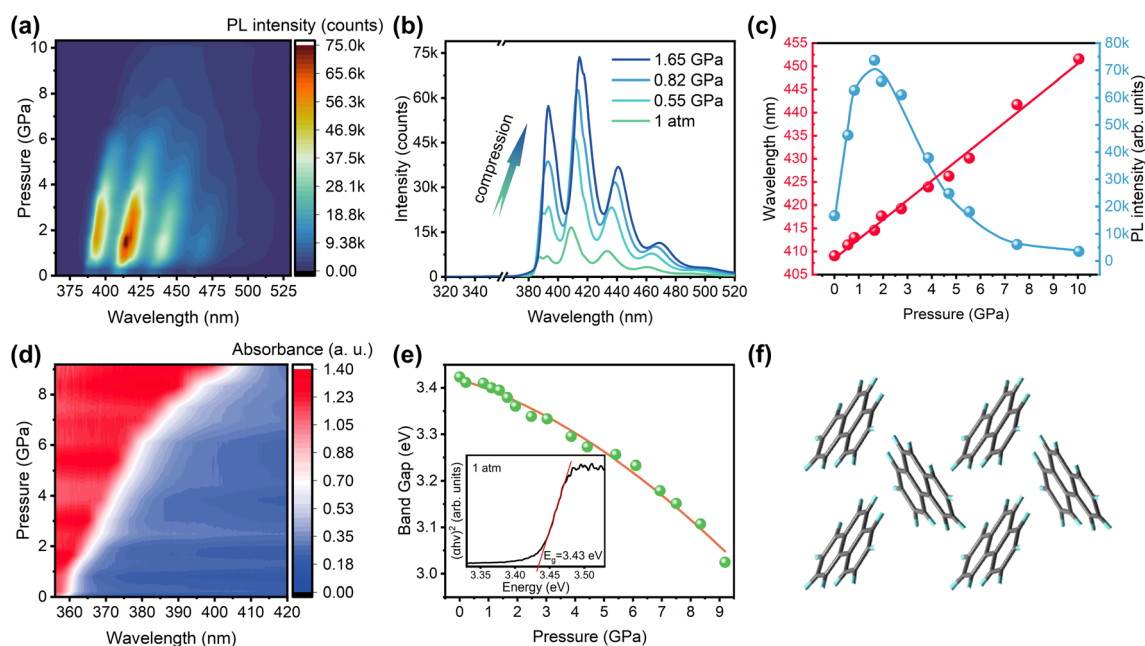 (a)
PL intensity (counts)
75.0k
65.6k
56.3k
46.9k
37.5k
28.1k
18.8k
9.38k
0.00
10
8
6
4
2
0
Pressure (GPa)
375 400 425 450 475 500 525
Wavelength (nm)
(b)
75k
60k
45k
30k
15k
0
Intensity (counts)
1.65 GPa
0.82 GPa
0.55 GPa
1 atm
compression
320 340 380 400 420 440 460 480 500 520
Wavelength (nm)
(c)
455
450
445
440
435
430
425
420
415
410
405
Wavelength (nm)
80k
70k
60k
50k
40k
30k
20k
10k
0
PL intensity (arb. units)
0 1 2 3 4 5 6 7 8 9 10
Pressure (GPa)
(d)
Absorbance (a. u.)
1.40
1.23
1.05
0.88
0.70
0.53
0.35
0.18
0.00
8
6
4
2
0
Pressure (GPa)
360 370 380 390 400 410 420
Wavelength (nm)
(e)
3.4
3.3
3.2
3.1
3.0
Band Gap (eV)
1 atm
(αhν)² (arb. units)
Eg=3.43 eV
3.35 3.40 3.45 3.50
Energy (eV)
0 1 2 3 4 5 6 7 8 9
Pressure (GPa)
(f)